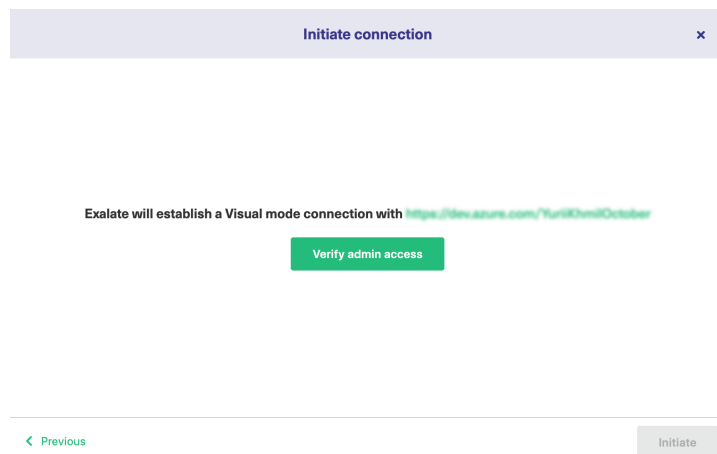 Initiate connection
Exalate will establish a Visual mode connection with
Verify admin access
Previous
Initiate